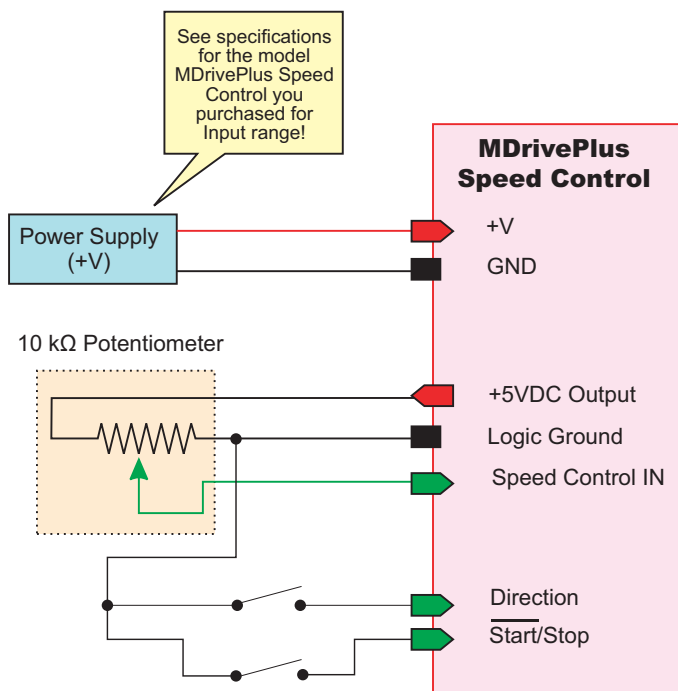 See specifications
for the model
MDrivePlus Speed
Control you
purchased for
Input range!
MDrivePlus
Speed Control
Power Supply
(+V)
+V
GND
10 kΩ Potentiometer
+5VDC Output
Logic Ground
Speed Control IN
Direction
Start/Stop